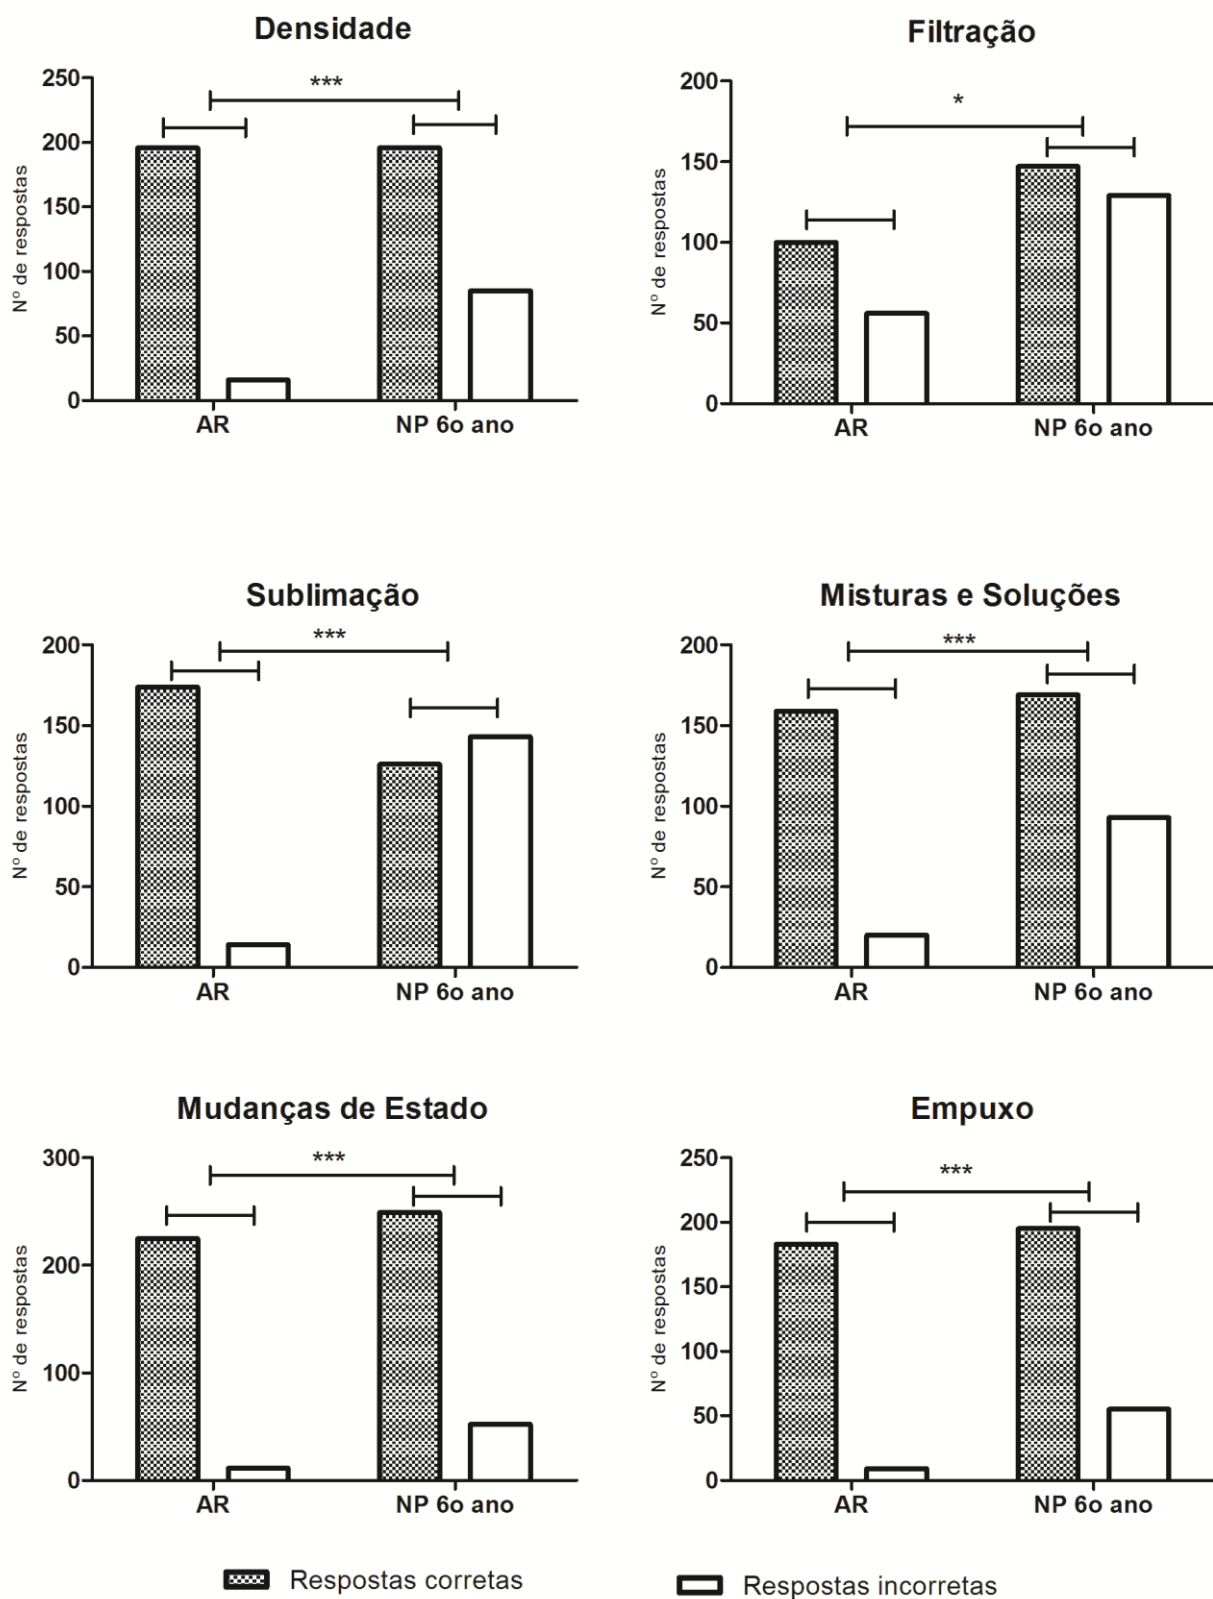 Densidade
250
200
150
100
50
0
Nº de respostas
***
AR
NP 6o ano
Filtração
200
150
100
50
0
Nº de respostas
*
AR
NP 6o ano
Sublimação
200
150
100
50
0
Nº de respostas
***
AR
NP 6o ano
Misturas e Soluções
200
150
100
50
0
Nº de respostas
***
AR
NP 6o ano
Mudanças de Estado
300
200
100
0
Nº de respostas
***
AR
NP 6o ano
Empuxo
250
200
150
100
50
0
Nº de respostas
***
AR
NP 6o ano
Respostas corretas
Respostas incorretas